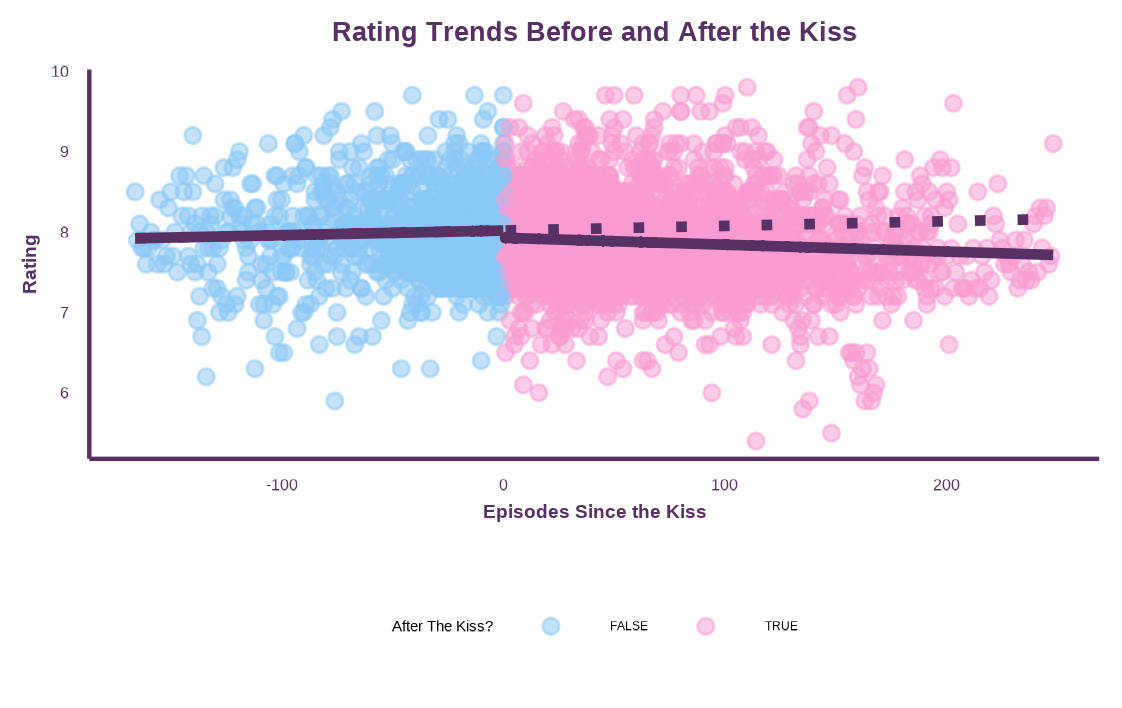 Rating Trends Before and After the Kiss
10
9
8
7
6
Rating
-100 0 100 200
Episodes Since the Kiss
After The Kiss? FALSE TRUE